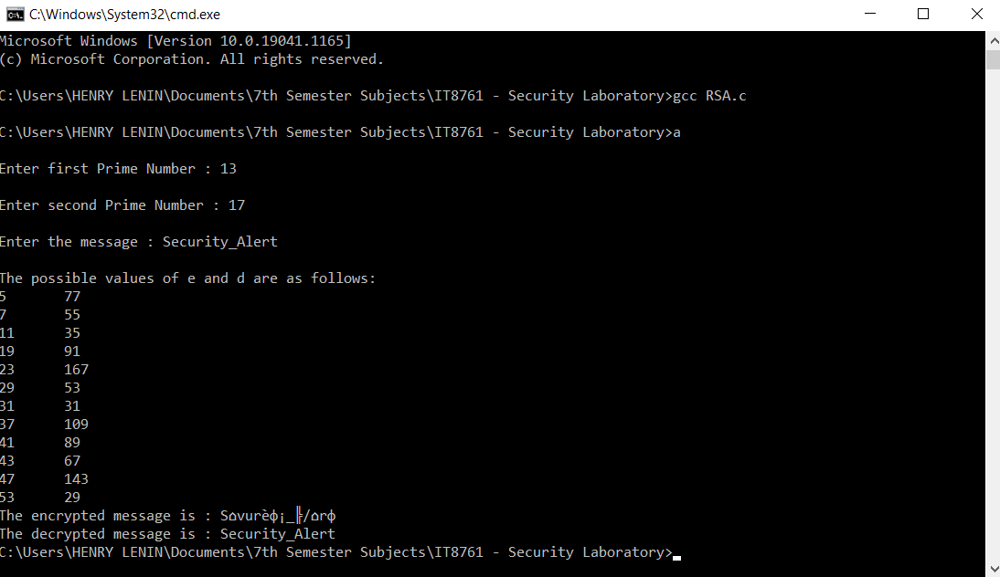 C:\Windows\System32\cmd.exe
Microsoft Windows [Version 10.0.19041.1165]
(c) Microsoft Corporation. All rights reserved.
C:\Users\HENRY LENIN\Documents\7th Semester Subjects\IT8761 - Security Laboratory>gcc RSA.c
C:\Users\HENRY LENIN\Documents\7th Semester Subjects\IT8761 - Security Laboratory>a
Enter first Prime Number : 13
Enter second Prime Number : 17
Enter the message : Security_Alert
The possible values of e and d are as follows:
5 77
7 55
11 35
19 91
23 167
29 53
31 31
37 109
41 89
43 67
47 143
53 29
The encrypted message is :
The decrypted message is : Security_Alert
C:\Users\HENRY LENIN\Documents\7th Semester Subjects\IT8761 - Security Laboratory>